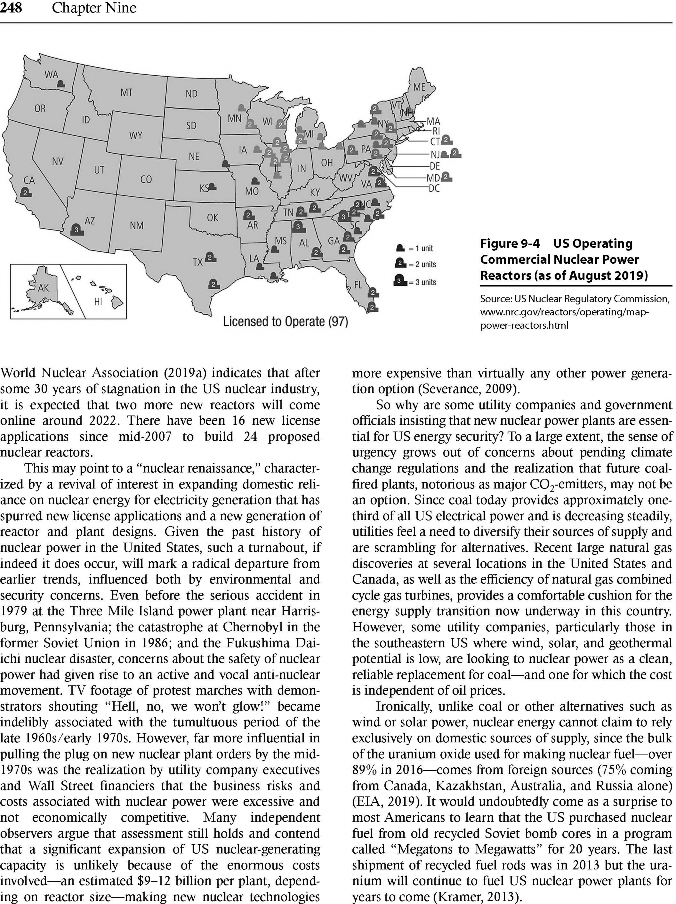 248 Chapter Nine
WA
MT
ND
OR
ID
WY
SD
MN
WI
MI
NY
VT
NH
ME
MA
RI
CT
NJ
DE
MD
DC
NV
UT
CO
NE
IA
IN
OH
PA
WV
VA
KY
CA
AZ
NM
KS
MO
OK
AR
TN
NC
SC
MS
AL
GA
TX
LA
FL
AK
HI
= 1 unit
2 = 2 units
3 = 3 units
Licensed to Operate (97)
Figure 9-4 US Operating
Commercial Nuclear Power
Reactors (as of August 2019)
Source: US Nuclear Regulatory Commission,
www.nrc.gov/reactors/operating/map-
power-reactors.html
World Nuclear Association (2019a) indicates that after
some 30 years of stagnation in the US nuclear industry,
it is expected that two more new reactors will come
online around 2022. There have been 16 new license
applications since mid-2007 to build 24 proposed
nuclear reactors.
This may point to a “nuclear renaissance,” character-
ized by a revival of interest in expanding domestic reli-
ance on nuclear energy for electricity generation that has
spurred new license applications and a new generation of
reactor and plant designs. Given the past history of
nuclear power in the United States, such a turnabout, if
indeed it does occur, will mark a radical departure from
earlier trends, influenced both by environmental and
security concerns. Even before the serious accident in
1979 at the Three Mile Island power plant near Harris-
burg, Pennsylvania; the catastrophe at Chernobyl in the
former Soviet Union in 1986; and the Fukushima Dai-
ichi nuclear disaster, concerns about the safety of nuclear
power had given rise to an active and vocal anti-nuclear
movement. TV footage of protest marches with demon-
strators shouting “Hell, no, we won’t glow!” became
indelibly associated with the tumultuous period of the
late 1960s/early 1970s. However, far more influential in
pulling the plug on new nuclear plant orders by the mid-
1970s was the realization by utility company executives
and Wall Street financiers that the business risks and
costs associated with nuclear power were excessive and
not economically competitive. Many independent
observers argue that assessment still holds and contend
that a significant expansion of US nuclear-generating
capacity is unlikely because of the enormous costs
involved—an estimated $9–12 billion per plant, depend-
ing on reactor size—making new nuclear technologies
more expensive than virtually any other power genera-
tion option (Severance, 2009).
So why are some utility companies and government
officials insisting that new nuclear power plants are essen-
tial for US energy security? To a large extent, the sense of
urgency grows out of concerns about pending climate
change regulations and the realization that future coal-
fired plants, notorious as major CO₂-emitters, may not be
an option. Since coal today provides approximately one-
third of all US electrical power and is decreasing steadily,
utilities feel a need to diversify their sources of supply and
are scrambling for alternatives. Recent large natural gas
discoveries at several locations in the United States and
Canada, as well as the efficiency of natural gas combined
cycle gas turbines, provides a comfortable cushion for the
energy supply transition now underway in this country.
However, some utility companies, particularly those in
the southeastern US where wind, solar, and geothermal
potential is low, are looking to nuclear power as a clean,
reliable replacement for coal—and one for which the cost
is independent of oil prices.
Ironically, unlike coal or other alternatives such as
wind or solar power, nuclear energy cannot claim to rely
exclusively on domestic sources of supply, since the bulk
of the uranium oxide used for making nuclear fuel—over
89% in 2016—comes from foreign sources (75% coming
from Canada, Kazakhstan, Australia, and Russia alone)
(EIA, 2019). It would undoubtedly come as a surprise to
most Americans to learn that the US purchased nuclear
fuel from old recycled Soviet bomb cores in a program
called “Megatons to Megawatts” for 20 years. The last
shipment of recycled fuel rods was in 2013 but the ura-
nium will continue to fuel US nuclear power plants for
years to come (Kramer, 2013).